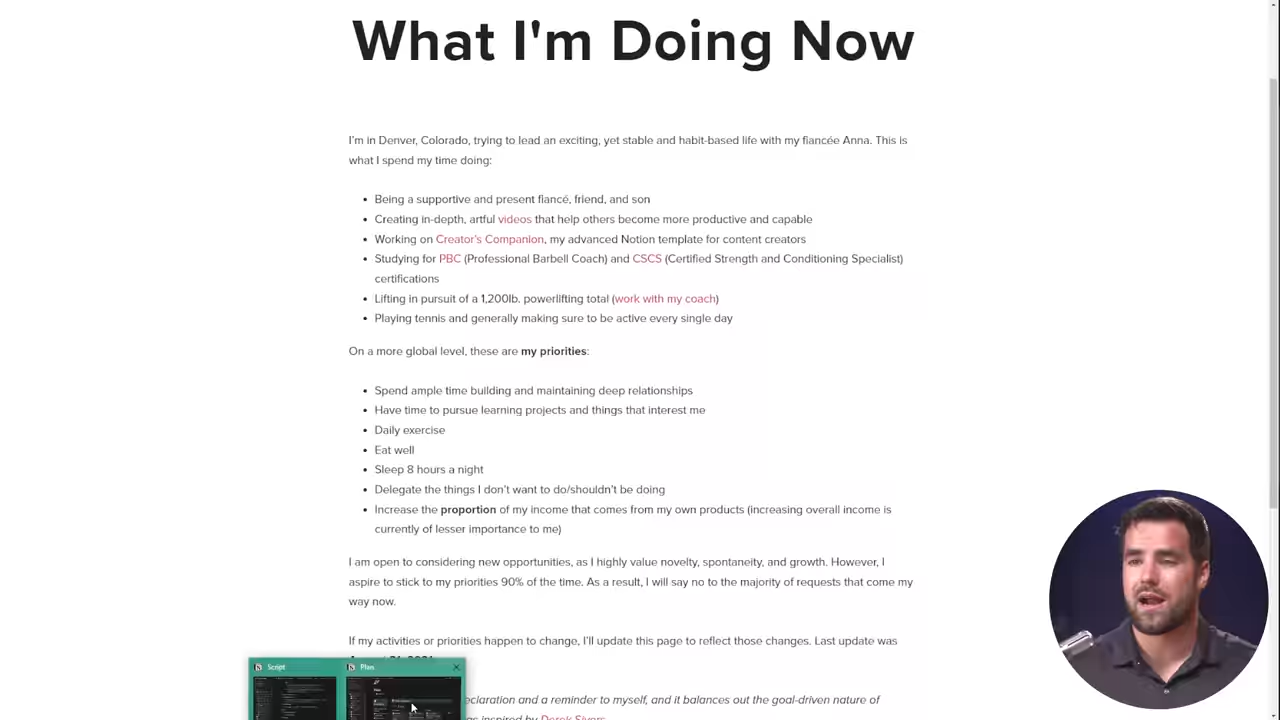 What I'm Doing Now
I'm in Denver, Colorado, trying to lead an exciting, yet stable and habit-based life with my fiancée Anna. This is
what I spend my time doing:
• Being a supportive and present fiancé, friend, and son
• Creating in-depth, artful videos that help others become more productive and capable
• Working on Creator's Companion, my advanced Notion template for content creators
• Studying for PBC (Professional Barbell Coach) and CSCS (Certified Strength and Conditioning Specialist)
certifications
• Lifting in pursuit of a 1,200lb. powerlifting total (work with my coach)
• Playing tennis and generally making sure to be active every single day
On a more global level, these are my priorities:
• Spend ample time building and maintaining deep relationships
• Have time to pursue learning projects and things that interest me
• Daily exercise
• Eat well
• Sleep 8 hours a night
• Delegate the things I don't want to do/shouldn't be doing
• Increase the proportion of my income that comes from my own products (increasing overall income is
currently of lesser importance to me)
I am open to considering new opportunities, as I highly value novelty, spontaneity, and growth. However, I
aspire to stick to my priorities 90% of the time. As a result, I will say no to the majority of requests that come my
way now.
If my activities or priorities happen to change, I'll update this page to reflect those changes. Last update was
Script Plan
eclaration and a reminder to myself, and it balances out the goal-driven nature of
inspired by Derek Sivers